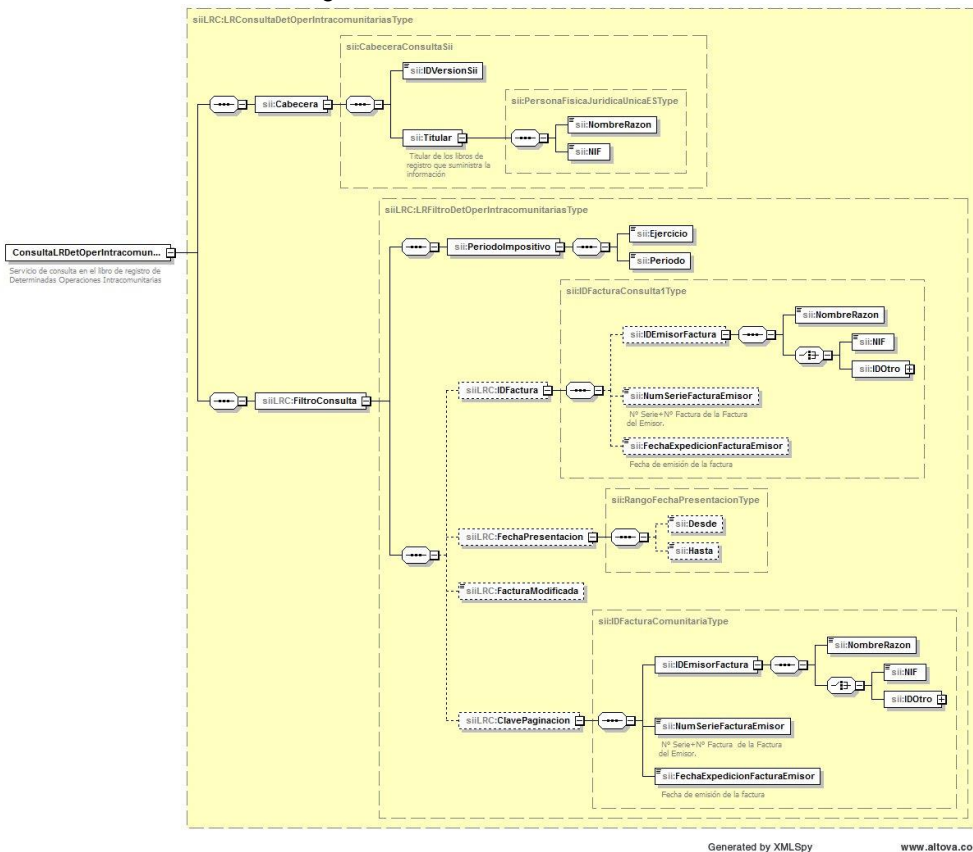 siiLRC:LRConsultaDetOperIntracomunitariasType
sii:CabeceraConsultaSii
sii:IDVersionSii
sii:PersonaFisicaJuridicaUnicaESType
sii:Cabecera
sii:NombreRazon
sii:Titular
sii:NIF
Titular de los libros de
registro que suministra la
información
siiLRC:LRFiltroDetOperIntracomunitariasType
sii:Ejercicio
sii:PeriodoImpositivo
sii:Periodo
ConsultaLRDetOperIntracomun...
Servicio de consulta en el libro de registro de
Determinadas Operaciones Intracomunitarias
sii:IDFacturaConsulta1Type
sii:NombreRazon
sii:IDEmisorFactura
sii:NIF
sii:IDOtro
siiLRC:IDFactura
siiLRC:FiltroConsulta
sii:NumSerieFacturaEmisor
Nº Serie+Nº Factura de la Factura
del Emisor.
sii:FechaExpedicionFacturaEmisor
Fecha de emisión de la factura
sii:RangoFechaPresentacionType
sii:Desde
siiLRC:FechaPresentacion
sii:Hasta
siiLRC:FacturaModificada
sii:IDFacturaComunitariaType
sii:NombreRazon
sii:IDEmisorFactura
sii:NIF
sii:IDOtro
siiLRC:ClavePaginacion
sii:NumSerieFacturaEmisor
Nº Serie+Nº Factura de la Factura
del Emisor.
sii:FechaExpedicionFacturaEmisor
Fecha de emisión de la factura
Generated by XMLSpy
www.altova.co